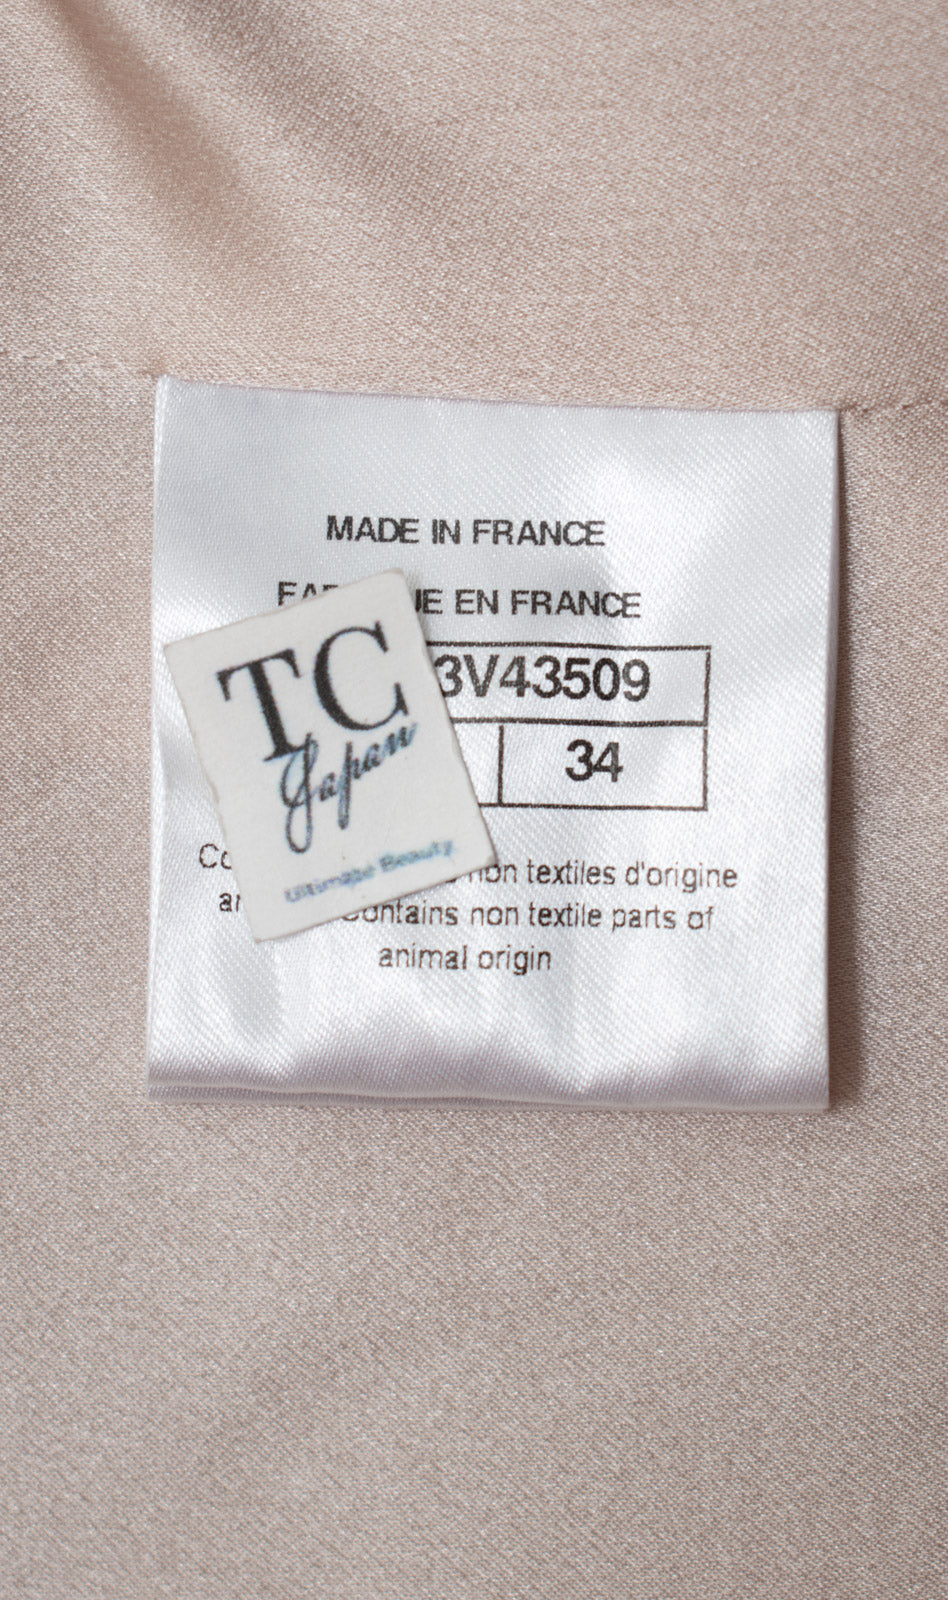 MADE IN FRANCE
EN FRANCE
3V43509
34
TC
Japan
Ultimate Beauty
non textiles d'origine
Contains non textile parts of
animal origin